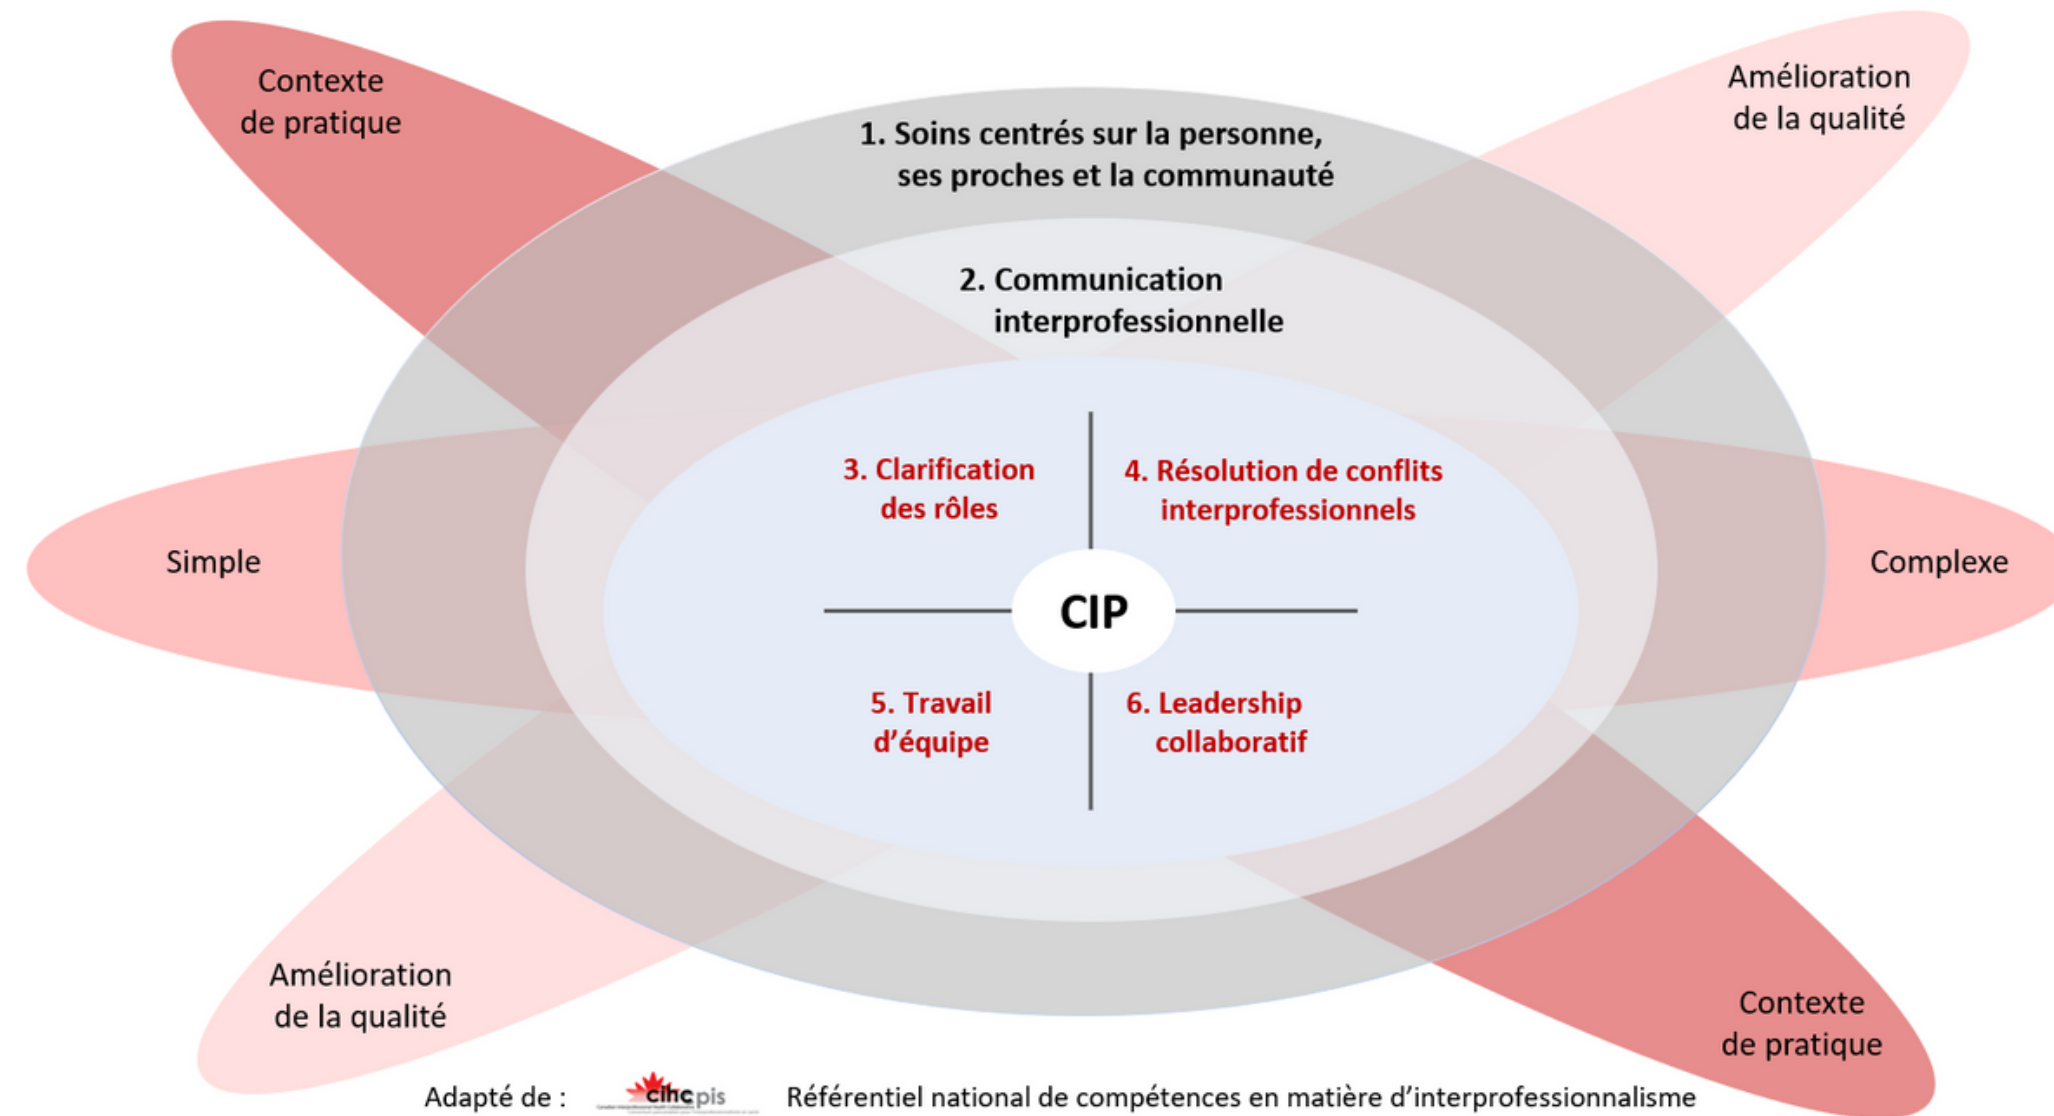 Contexte
de pratique
Amélioration
de la qualité
1. Soins centrés sur la personne,
ses proches et la communauté
2. Communication
interprofessionnelle
3. Clarification
des rôles
4. Résolution de conflits
interprofessionnels
Simple
CIP
Complexe
5. Travail
d’équipe
6. Leadership
collaboratif
Amélioration
de la qualité
Contexte
de pratique
Adapté de : cihcpis Référentiel national de compétences en matière d’interprofessionnalisme